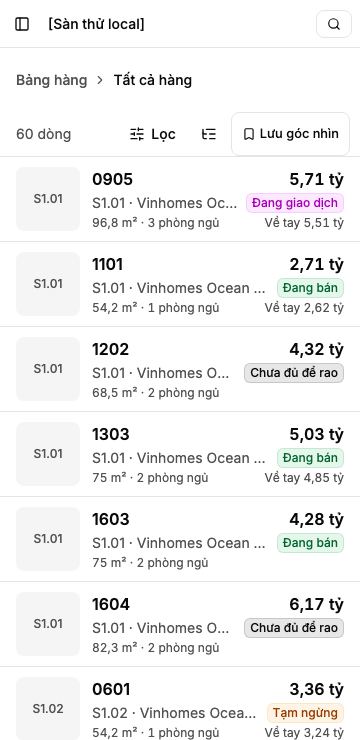 [Sàn thử local]
Bảng hàng > Tất cả hàng
60 dòng Lọc Lưu góc nhìn
S1.01 0905 5,71 tỷ
S1.01 · Vinhomes Oc... Đang giao dịch
96,8 m² · 3 phòng ngủ Về tay 5,51 tỷ
S1.01 1101 2,71 tỷ
S1.01 · Vinhomes Ocean ... Đang bán
54,2 m² · 1 phòng ngủ Về tay 2,62 tỷ
S1.01 1202 4,32 tỷ
S1.01 · Vinhomes O... Chưa đủ để rao
68,5 m² · 2 phòng ngủ
S1.01 1303 5,03 tỷ
S1.01 · Vinhomes Ocean ... Đang bán
75 m² · 2 phòng ngủ Về tay 4,85 tỷ
S1.01 1603 4,28 tỷ
S1.01 · Vinhomes Ocean ... Đang bán
75 m² · 2 phòng ngủ
S1.01 1604 6,17 tỷ
S1.01 · Vinhomes O... Chưa đủ để rao
82,3 m² · 2 phòng ngủ
S1.02 0601 3,36 tỷ
S1.02 · Vinhomes Ocea... Tạm ngừng
54,2 m² · 1 phòng ngủ Về tay 3,24 tỷ